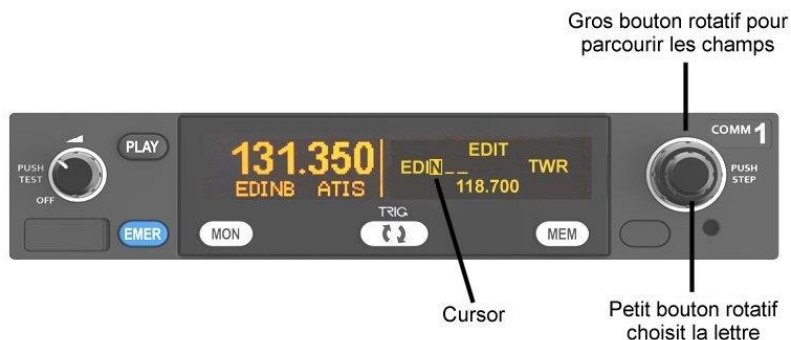 Gros bouton rotatif pour
parcourir les champs
COMM 1
PUSH
TEST
OFF
PLAY
131.350
EDINB ATIS
EDIT
EDIN_ _ TWR
118.700
PUSH
STEP
EMER
MON
TRIG
MEM
Cursor
Petit bouton rotatif
choisit la lettre